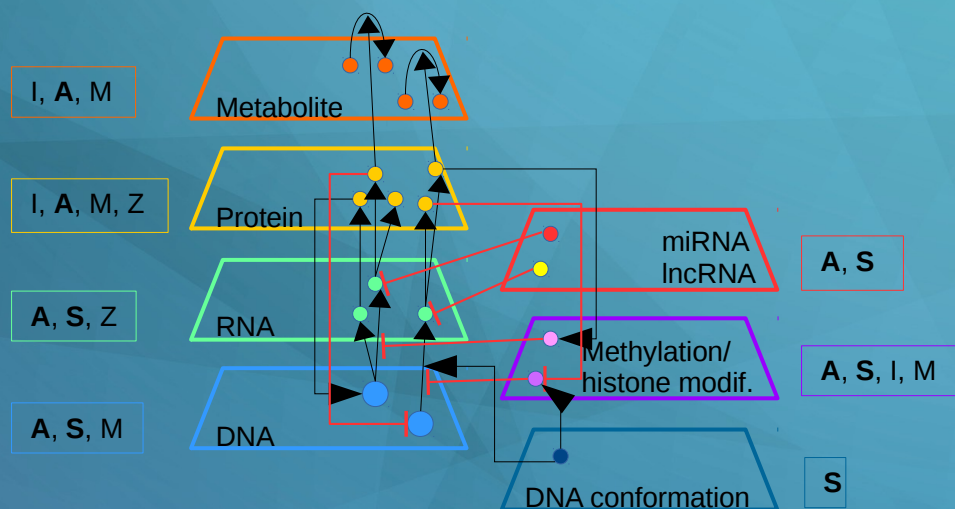 I, A, M
Metabolite
I, A, M, Z
Protein
miRNA
lncRNA
A, S
A, S, Z
RNA
Methylation/
histone modif.
A, S, I, M
A, S, M
DNA
DNA conformation
S